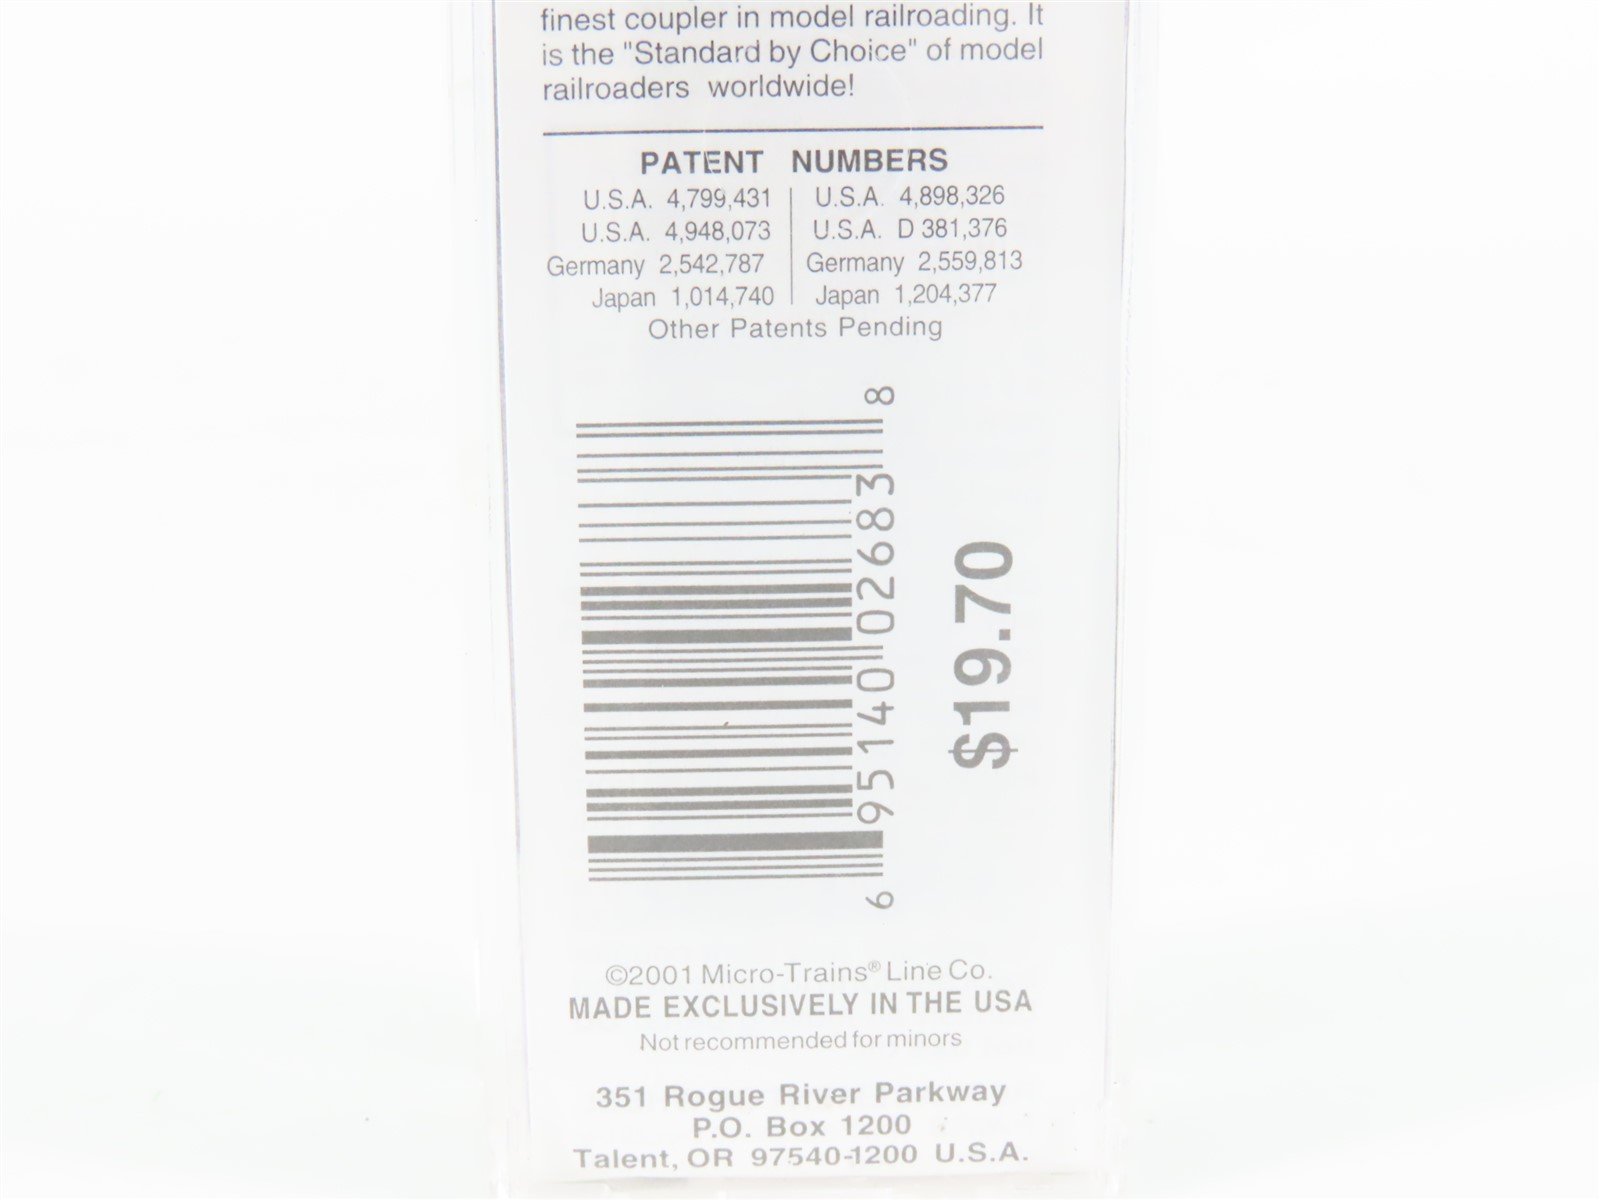 finest coupler in model railroading. It
is the "Standard by Choice" of model
railroaders worldwide!
PATENT NUMBERS
U.S.A. 4,799,431 | U.S.A. 4,898,326
U.S.A. 4,948,073 | U.S.A. D 381,376
Germany 2,542,787 | Germany 2,559,813
Japan 1,014,740 | Japan 1,204,377
Other Patents Pending
6 95140 02683 8
$19.70
©2001 Micro-Trains® Line Co.
MADE EXCLUSIVELY IN THE USA
Not recommended for minors
351 Rogue River Parkway
P.O. Box 1200
Talent, OR 97540-1200 U.S.A.